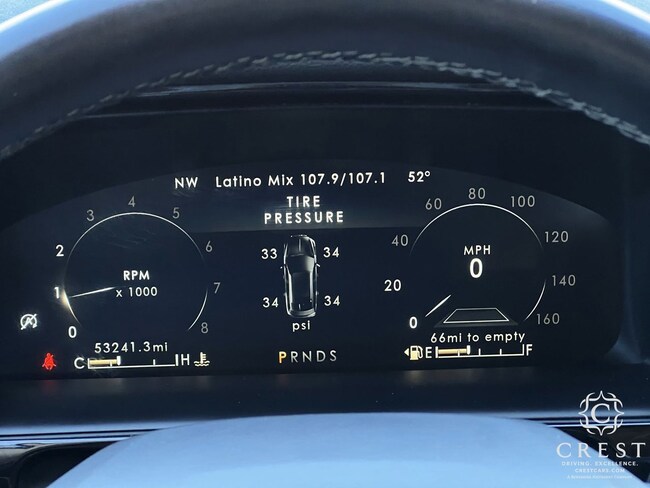 NW Latino Mix 107.9/107.1 52°
TIRE
PRESSURE
33 34
34 34
psi
0 1 2 3 4 5 6 7 8
RPM
x 1000
0 20 40 60 80 100 120 140 160
MPH
0
53241.3mi
C H
PRNDS
66mi to empty
E F
C
CREST
DRIVING. EXCELLENCE.
CRESTCARS.COM